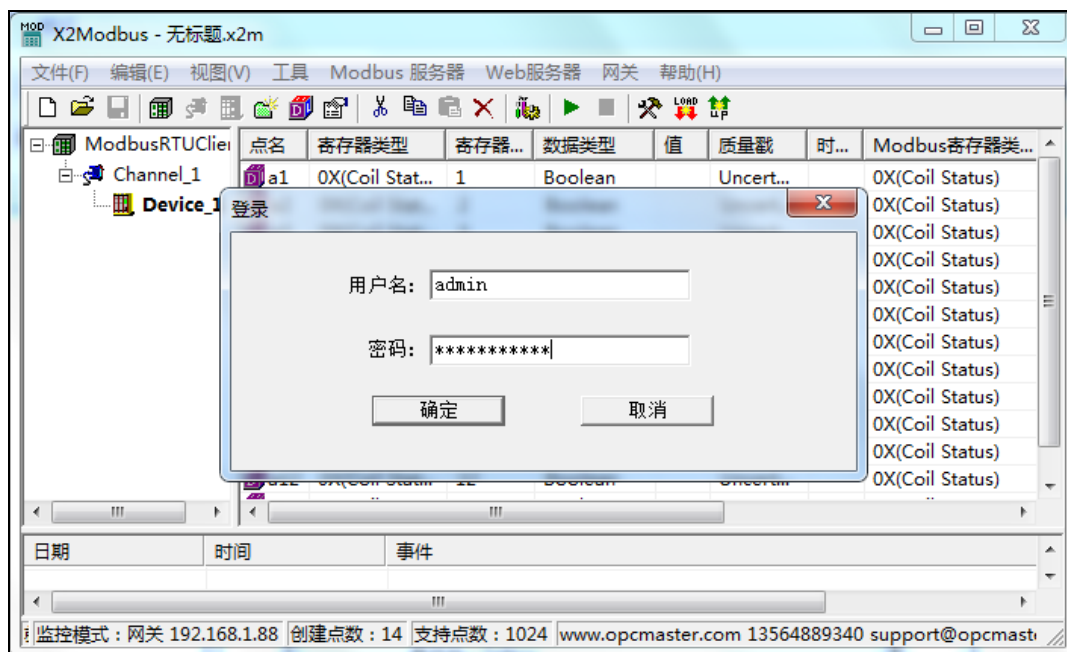 X2Modbus - 无标题.x2m
文件(F) 编辑(E) 视图(V) 工具 Modbus 服务器 Web服务器 网关 帮助(H)
ModbusRTUClie
点名 寄存器类型 寄存器... 数据类型 值 质量戳 时... Modbus寄存器类...
Channel_1
a1 0X(Coil Stat... 1 Boolean Uncert... 0X(Coil Status)
Device_1
0X(Coil Status)
登录
0X(Coil Status)
0X(Coil Status)
用户名: admin
0X(Coil Status)
0X(Coil Status)
密码: ***********
0X(Coil Status)
0X(Coil Status)
确定 取消
0X(Coil Status)
0X(Coil Status)
0X(Coil Status)
0X(Coil Status)
日期 时间 事件
监控模式：网关 192.168.1.88 创建点数：14 支持点数：1024 www.opcmaster.com 13564889340 support@opcmast